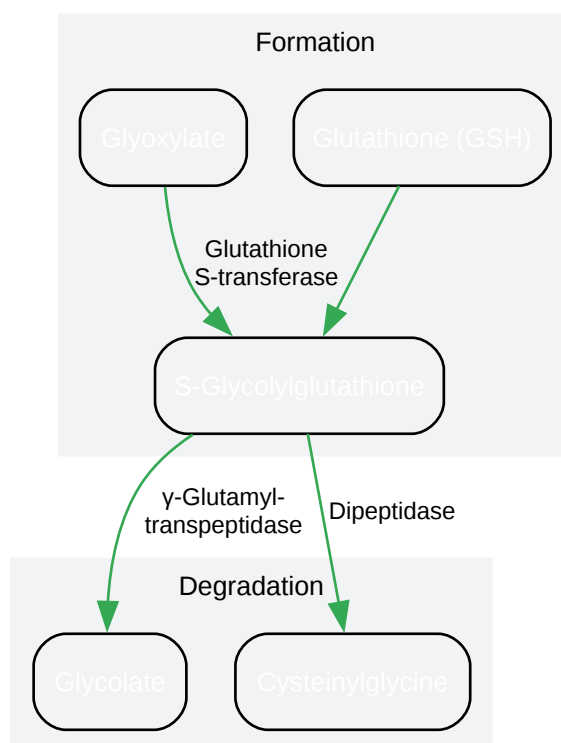 Formation
Glyoxylate
Glutathione (GSH)
Glutathione
S-transferase
S-Glycolylglutathione
γ-Glutamyl-
transpeptidase
Dipeptidase
Degradation
Glycolate
Cysteinylglycine